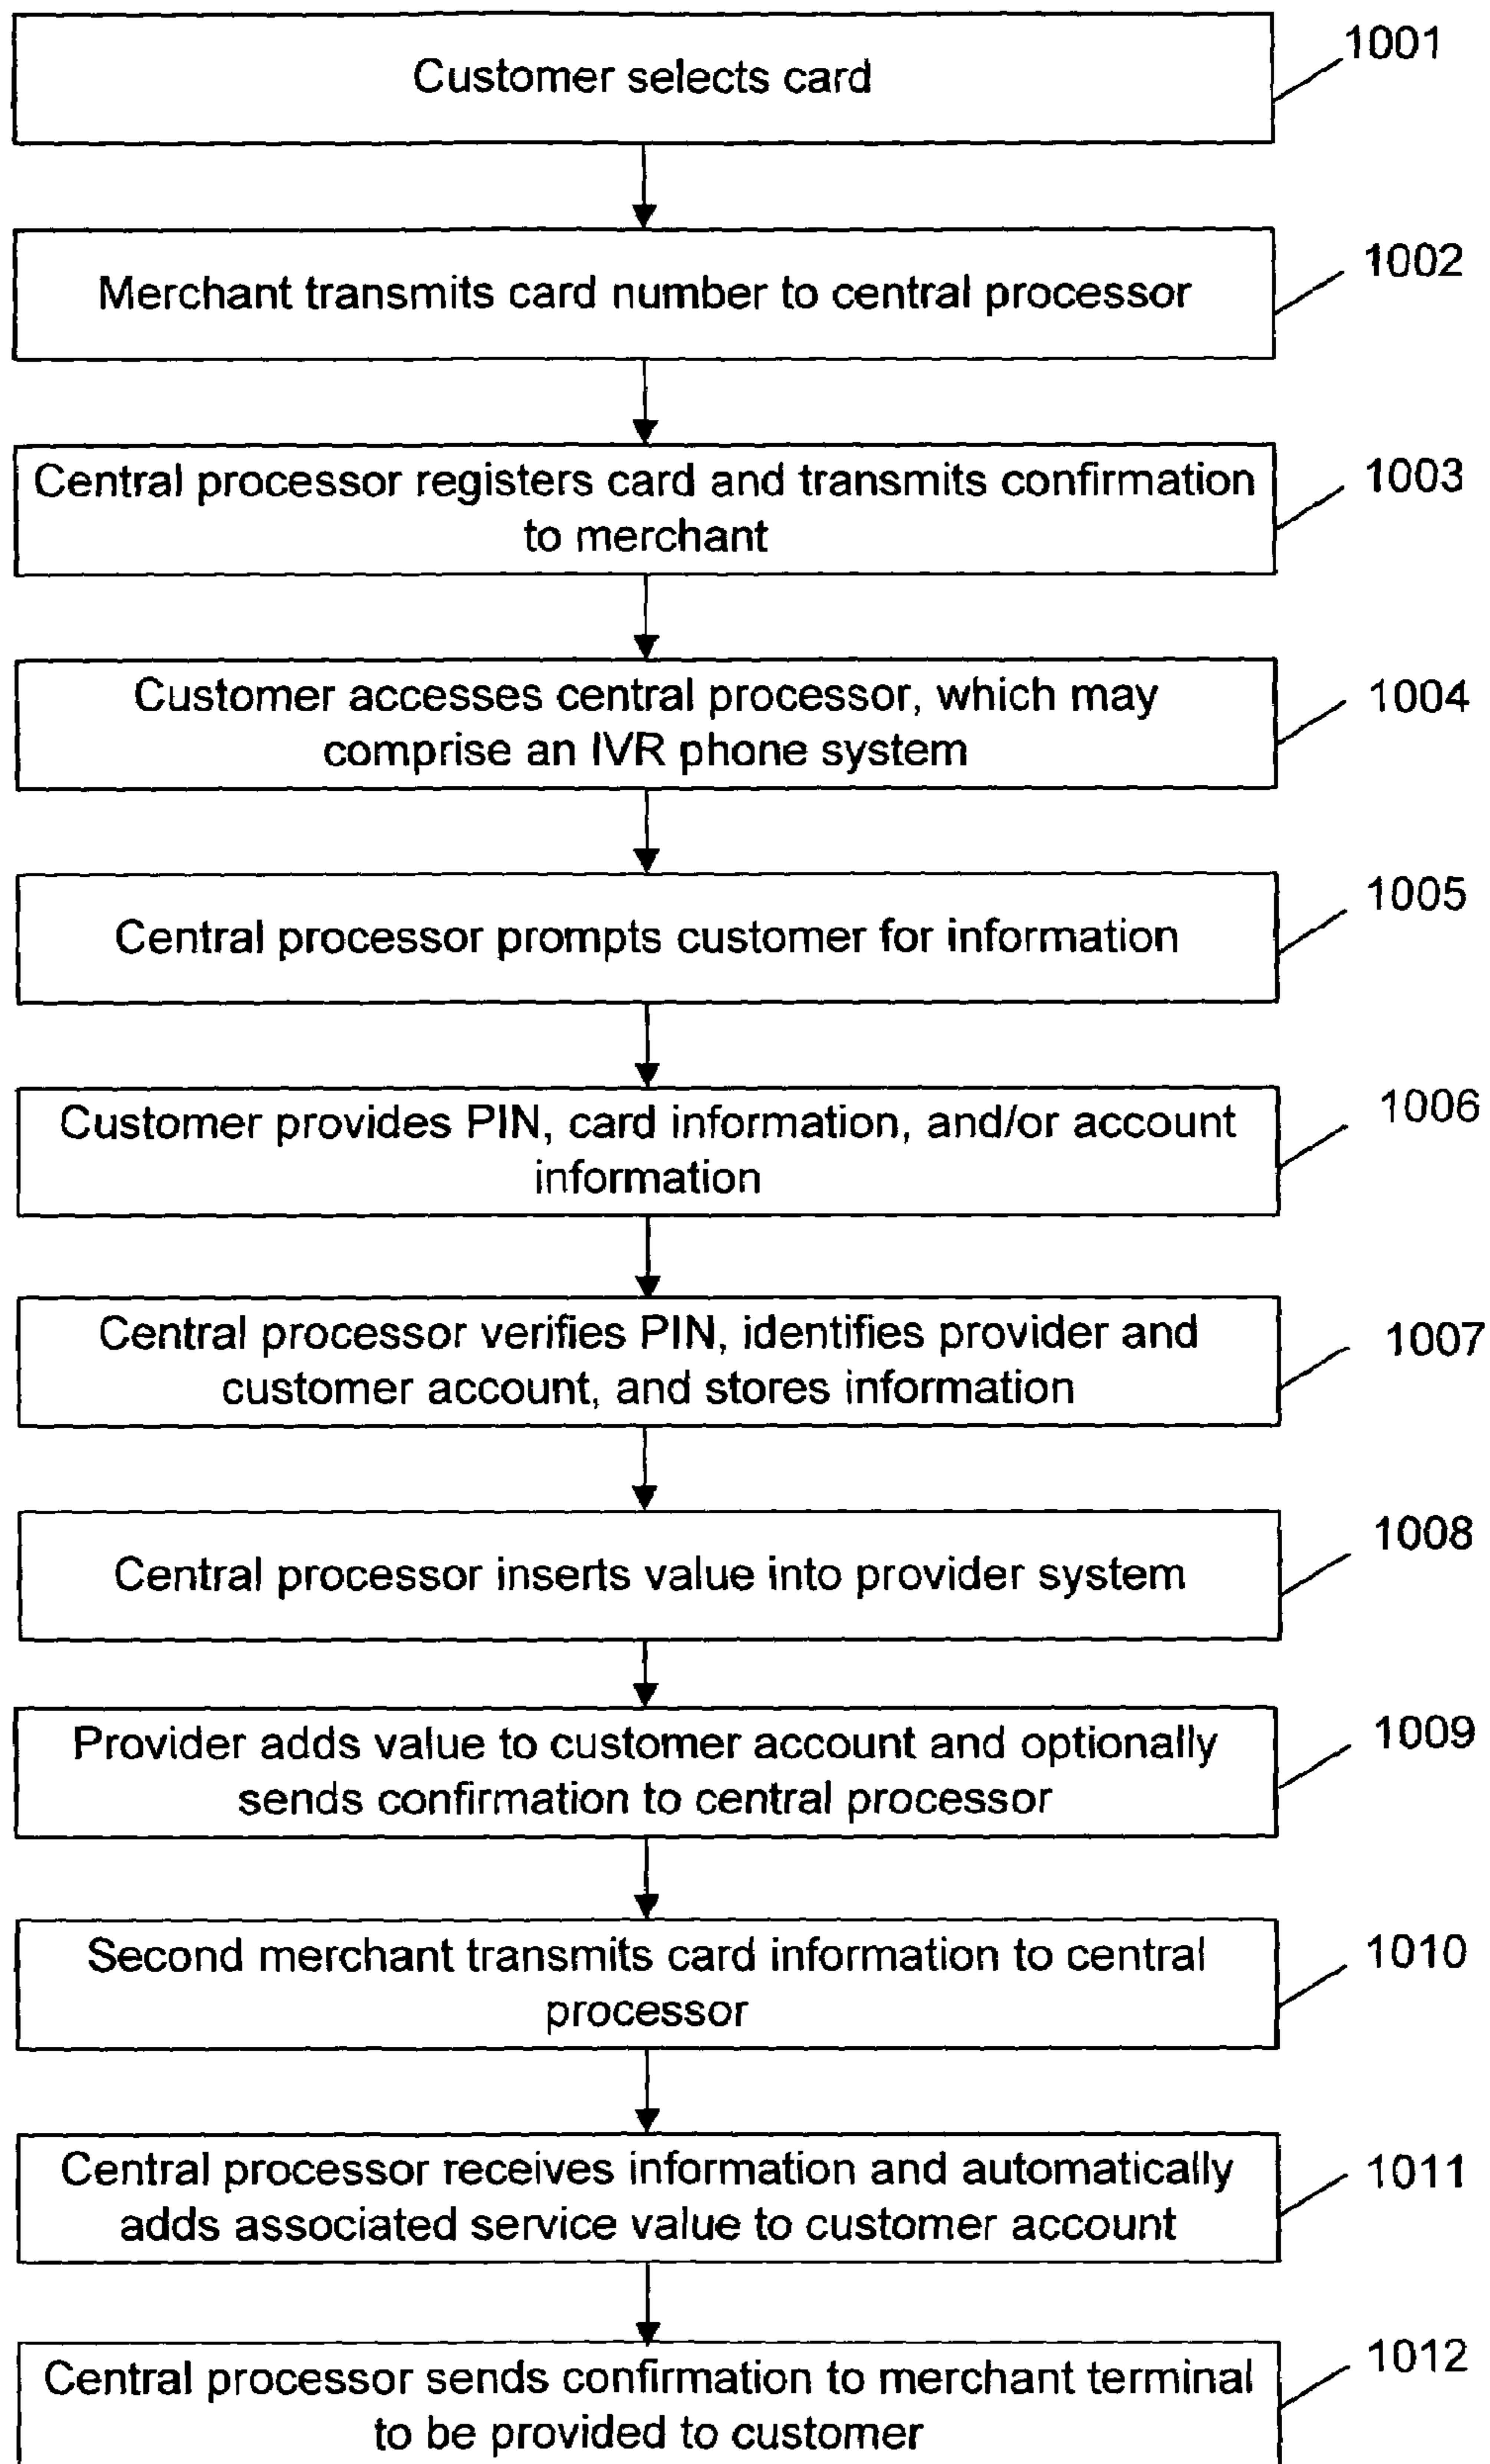 Customer selects card
1001
Merchant transmits card number to central processor
1002
Central processor registers card and transmits confirmation
to merchant
1003
Customer accesses central processor, which may
comprise an IVR phone system
1004
Central processor prompts customer for information
1005
Customer provides PIN, card information, and/or account
information
1006
Central processor verifies PIN, identifies provider and
customer account, and stores information
1007
Central processor inserts value into provider system
1008
Provider adds value to customer account and optionally
sends confirmation to central processor
1009
Second merchant transmits card information to central
processor
1010
Central processor receives information and automatically
adds associated service value to customer account
1011
Central processor sends confirmation to merchant terminal
to be provided to customer
1012